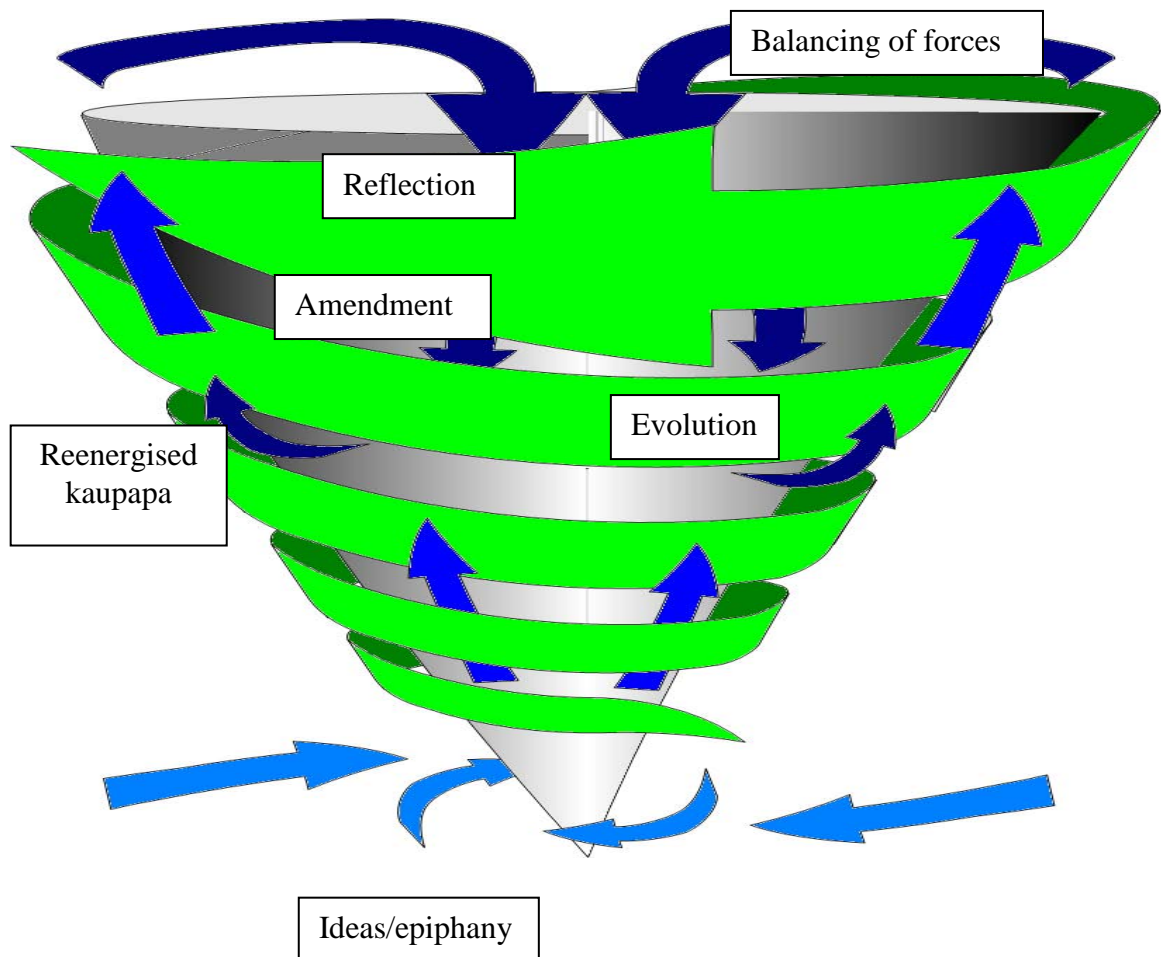 Balancing of forces
Reflection
Amendment
Evolution
Reenergised
kaupapa
Ideas/epiphany